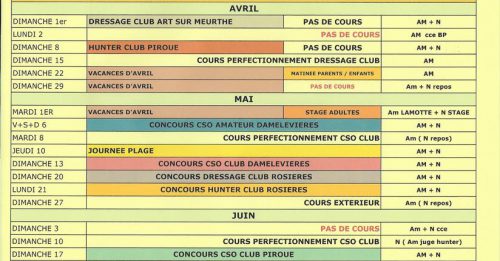 AVRIL
DIMANCHE 1er DRESSAGE CLUB ART SUR MEURTHE PAS DE COURS AM + N
LUNDI 2 PAS DE COURS AM cce BP
DIMANCHE 8 HUNTER CLUB PIROUE PAS DE COURS AM + N
DIMANCHE 15 COURS PERFECTIONNEMENT DRESSAGE CLUB AM
DIMANCHE 22 VACANCES D'AVRIL MATINEE PARENTS / ENFANTS AM
DIMANCHE 29 VACANCES D'AVRIL PAS DE COURS Am + N repos
MAI
MARDI 1ER VACANCES D'AVRIL STAGE ADULTES Am LAMOTTE + N STAGE
V+S+D 6 CONCOURS CSO AMATEUR DAMELEVIERES AM + N
MARDI 8 COURS PERFECTIONNEMENT CSO CLUB Am ( N repos)
JEUDI 10 JOURNEE PLAGE AM + N
DIMANCHE 13 CONCOURS CSO CLUB DAMELEVIERES AM + N
DIMANCHE 20 CONCOURS DRESSAGE CLUB ROSIERES AM + N
LUNDI 21 CONCOURS HUNTER CLUB ROSIERES AM + N
DIMANCHE 27 COURS EXTERIEUR Am ( N repos)
JUIN
DIMANCHE 3 PAS DE COURS AM + N cce
DIMANCHE 10 COURS PERFECTIONNEMENT CSO CLUB N ( Am juge hunter)
DIMANCHE 17 CONCOURS CSO CLUB PIROUE AM + N